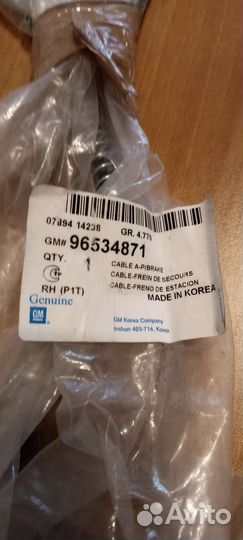 07894 14238 GR. 4.776
GM# 96534871
QTY. 1
CABLE A-P/BRAKE
CABLE-FREIN DE SECOURS
CABLE-FRENO DE ESTACION
RH (P1T) MADE IN KOREA
Genuine
GM
GM Korea Company
Incheon 403-714, Korea
Avito